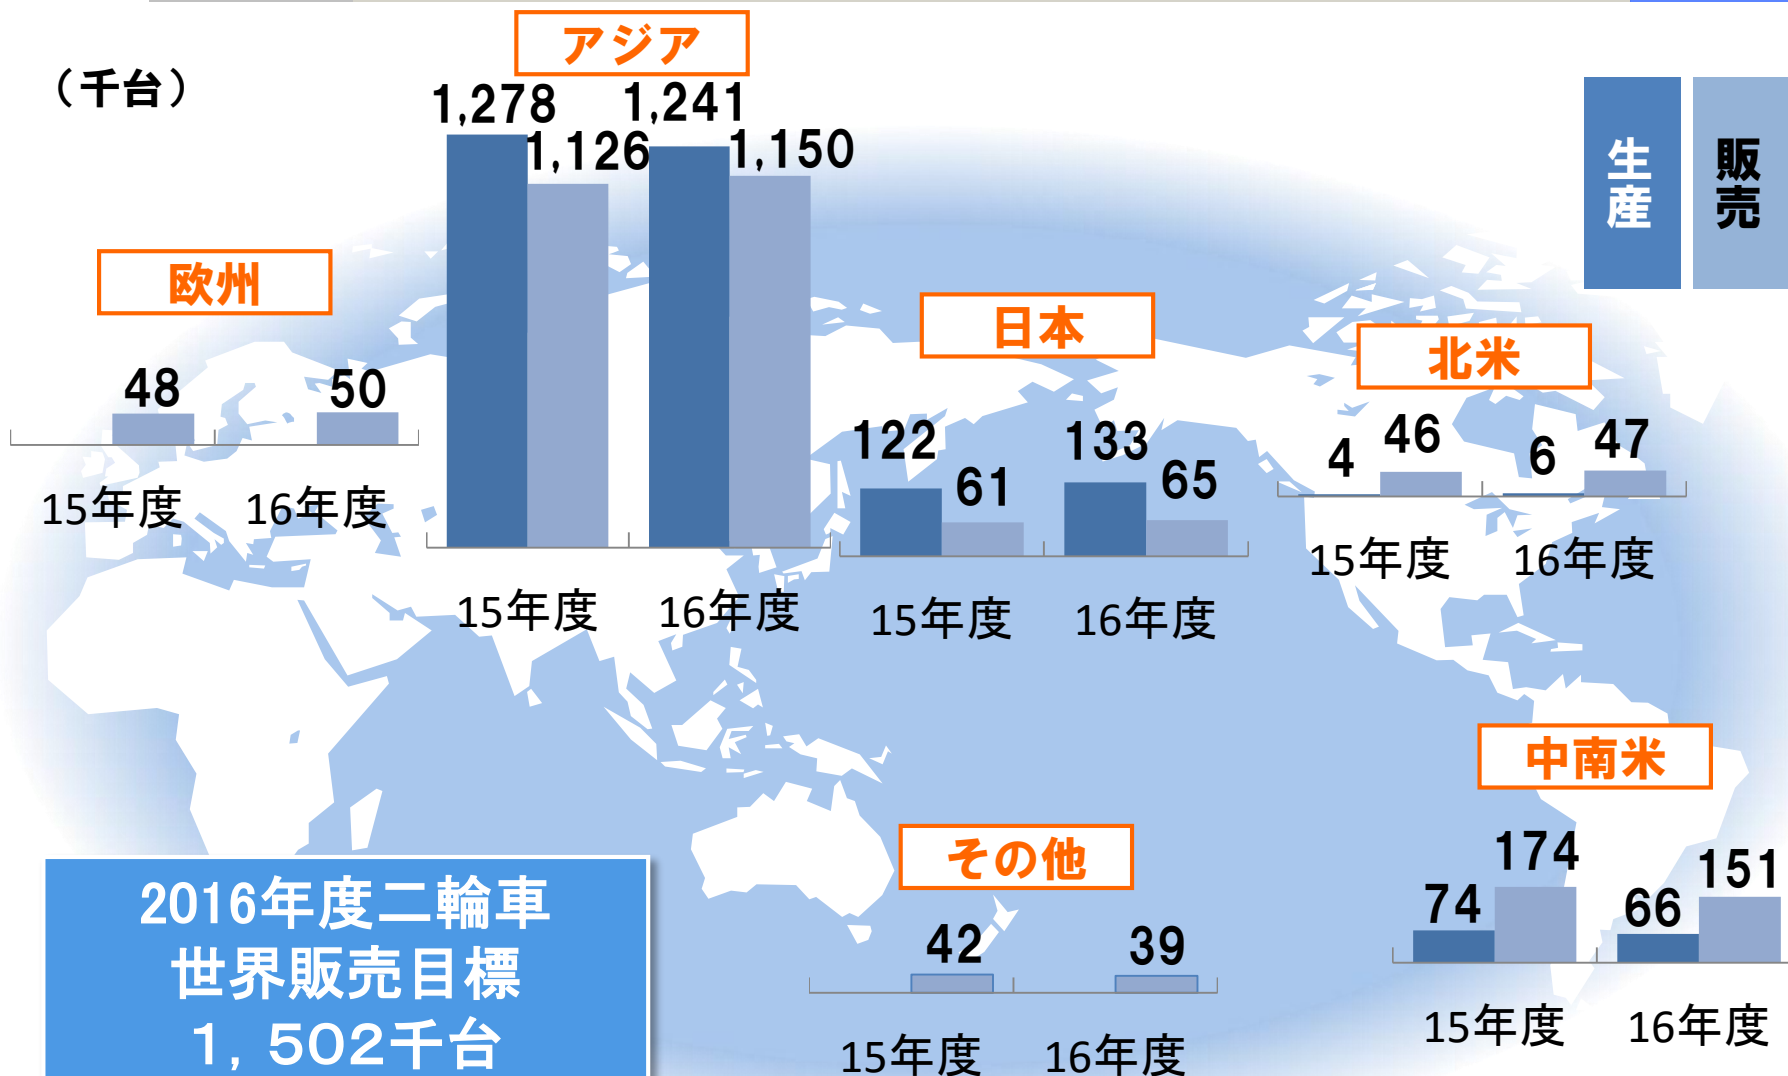 （千台）
アジア
1,278
1,126
1,241
1,150
15年度
16年度
生産
販売
欧州
48
50
15年度
16年度
日本
122
61
133
65
15年度
16年度
北米
4
46
6
47
15年度
16年度
中南米
74
174
66
151
15年度
16年度
その他
42
39
15年度
16年度
2016年度二輪車
世界販売目標
１，５０２千台